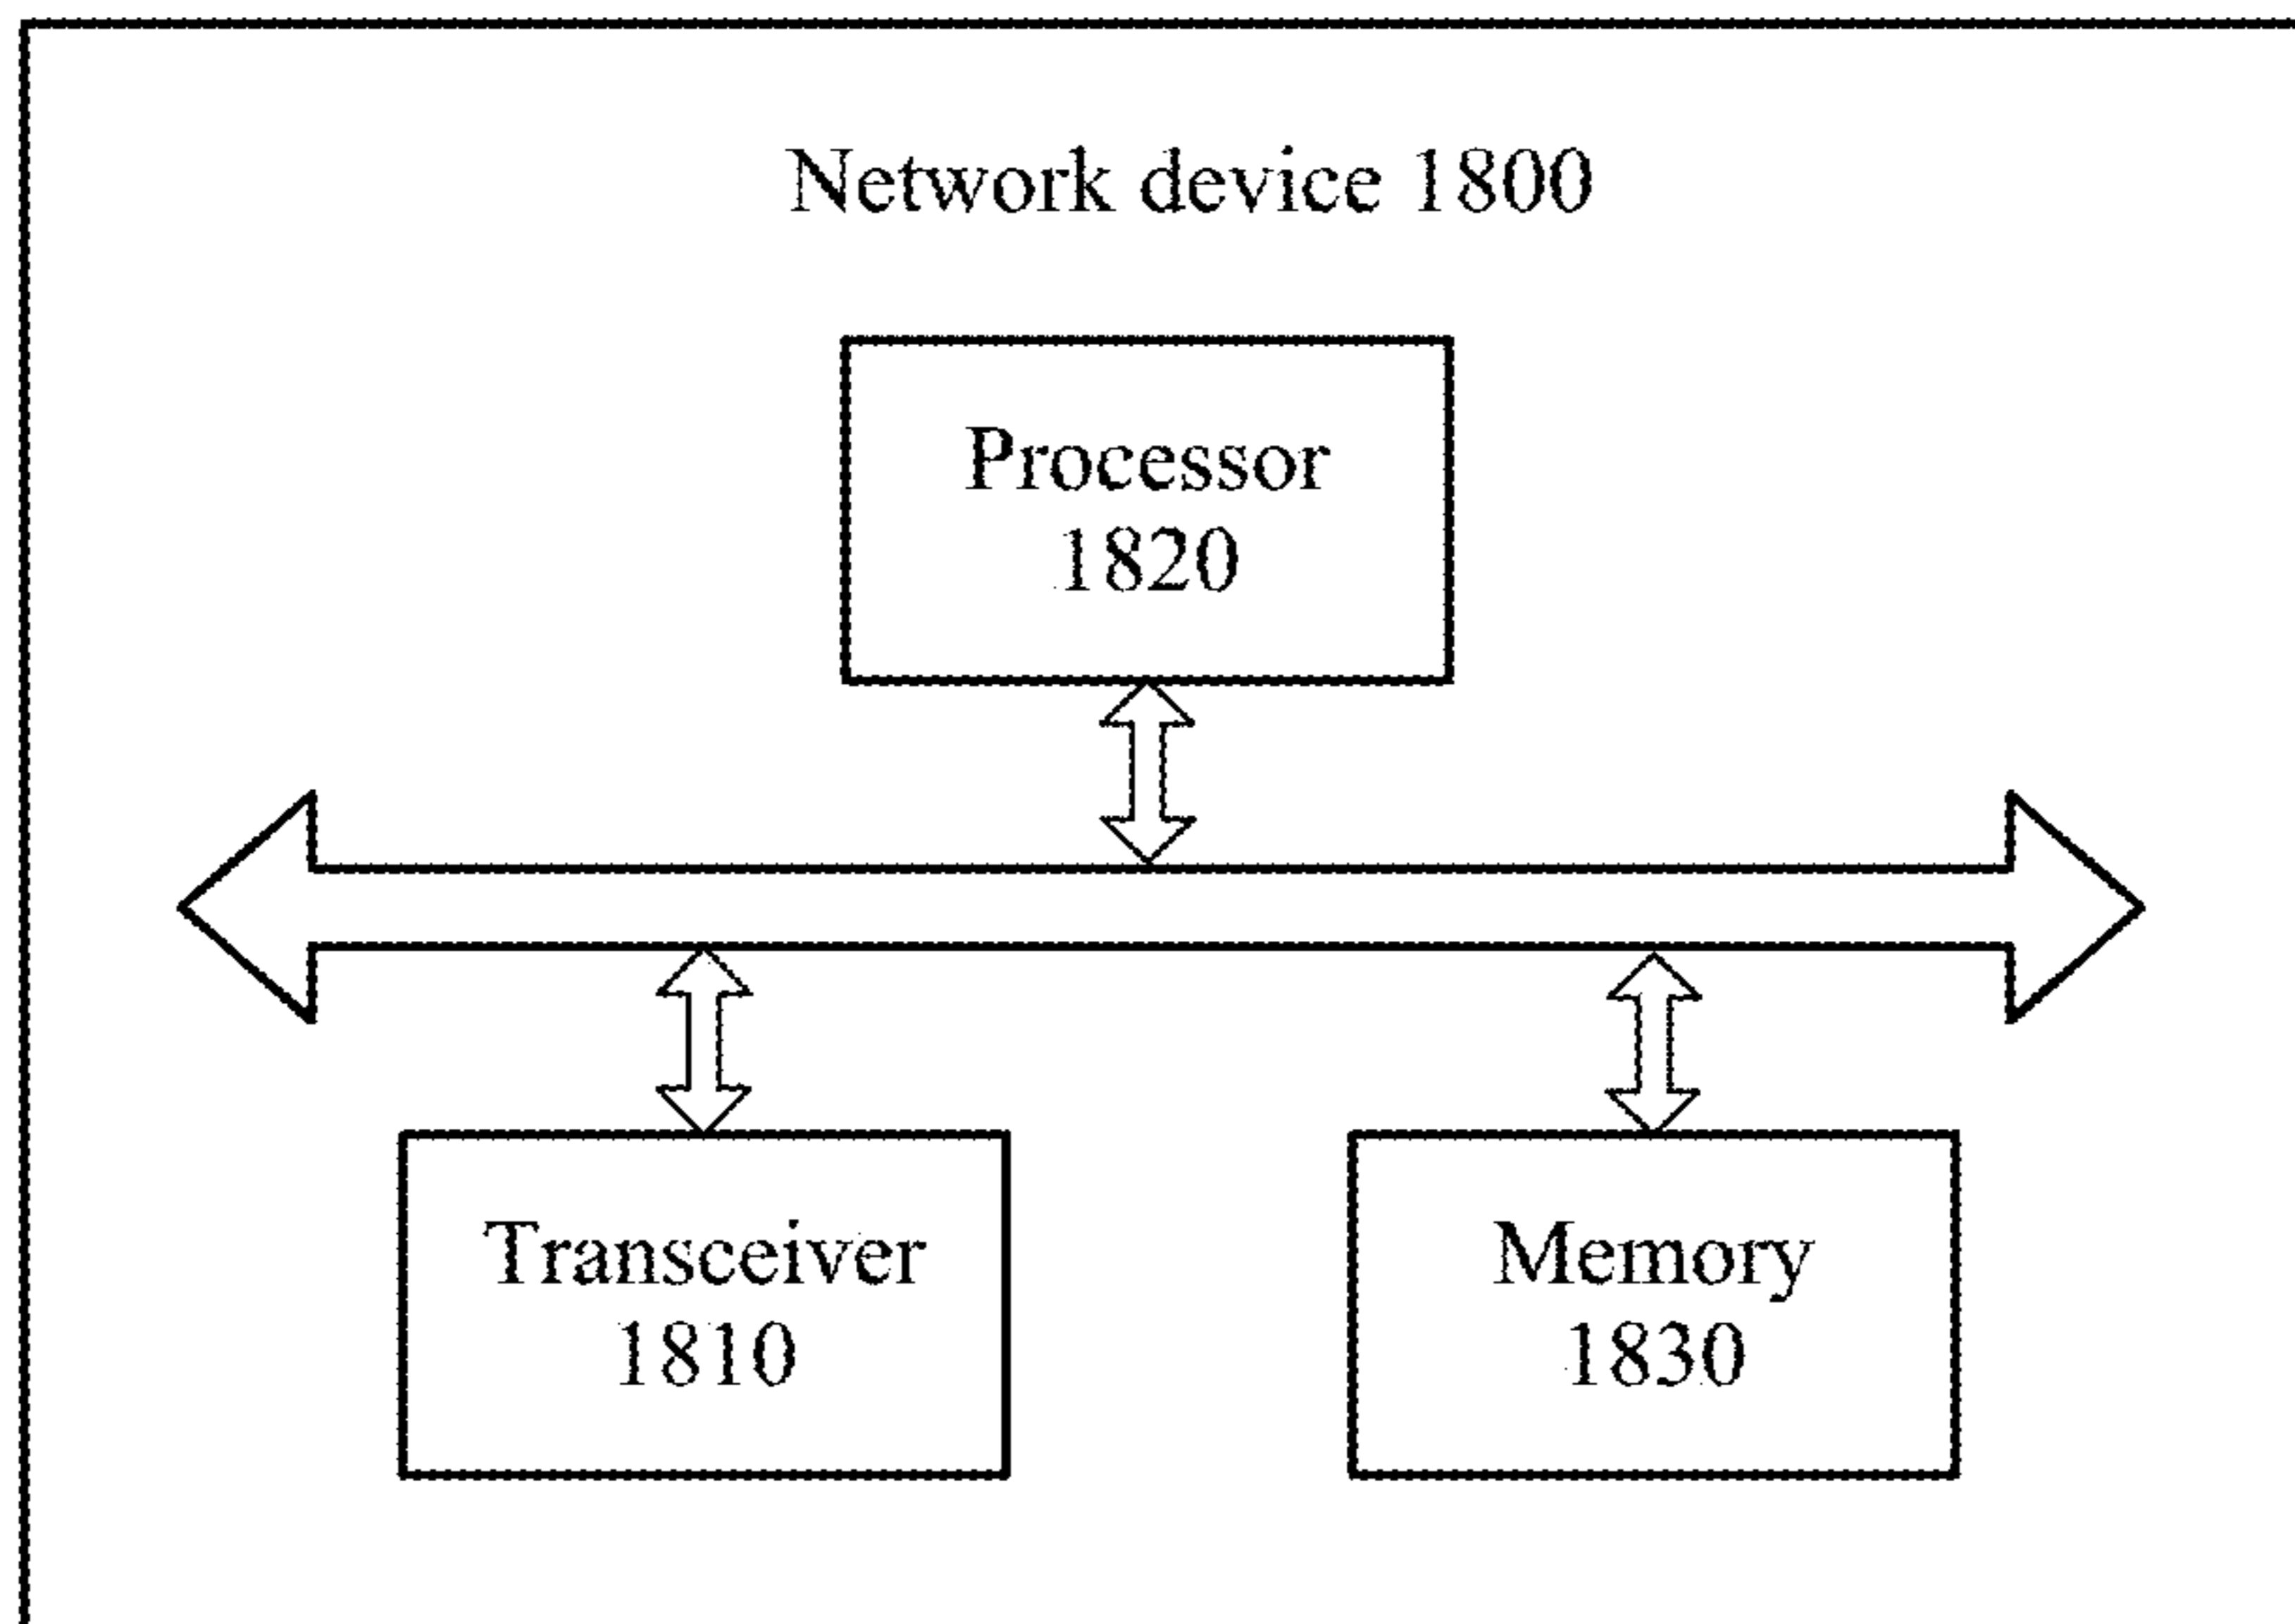 Network device 1800
Processor
1820
Transceiver
1810
Memory
1830